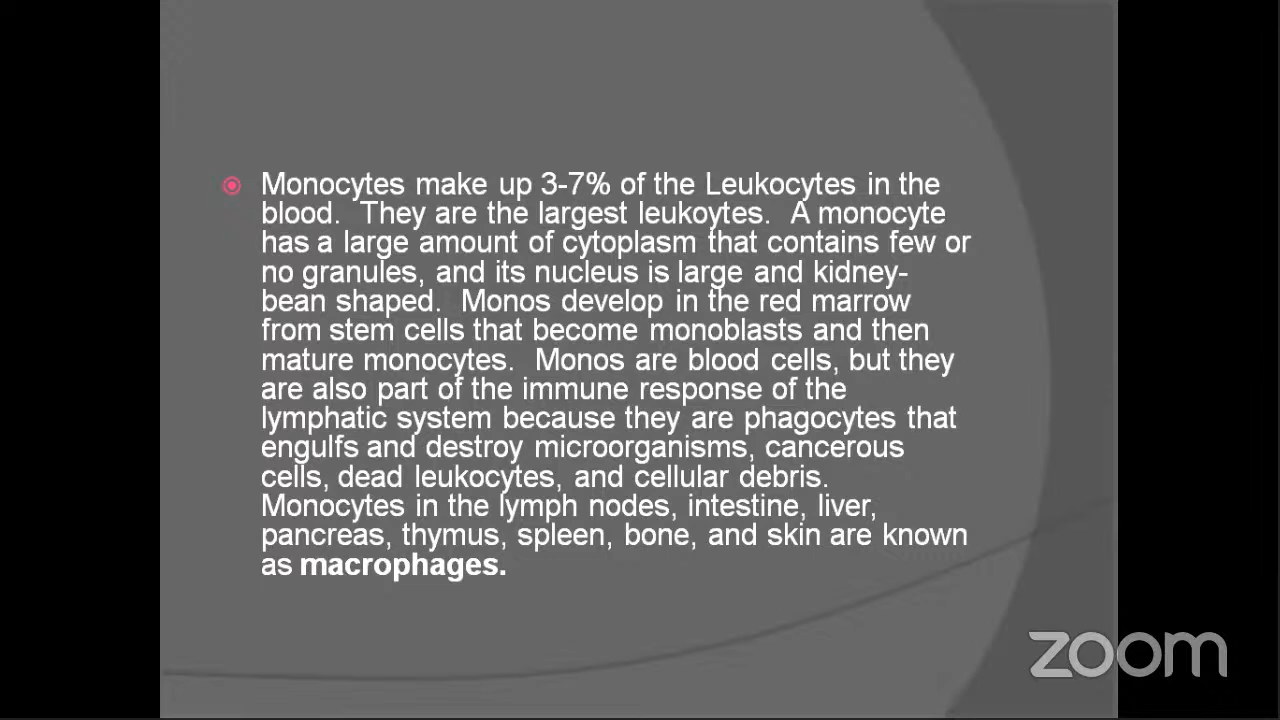 Monocytes make up 3-7% of the Leukocytes in the
blood.  They are the largest leukoytes.  A monocyte
has a large amount of cytoplasm that contains few or
no granules, and its nucleus is large and kidney-
bean shaped.  Monos develop in the red marrow
from stem cells that become monoblasts and then
mature monocytes.  Monos are blood cells, but they
are also part of the immune response of the
lymphatic system because they are phagocytes that
engulfs and destroy microorganisms, cancerous
cells, dead leukocytes, and cellular debris.
Monocytes in the lymph nodes, intestine, liver,
pancreas, thymus, spleen, bone, and skin are known
as macrophages.
zoom